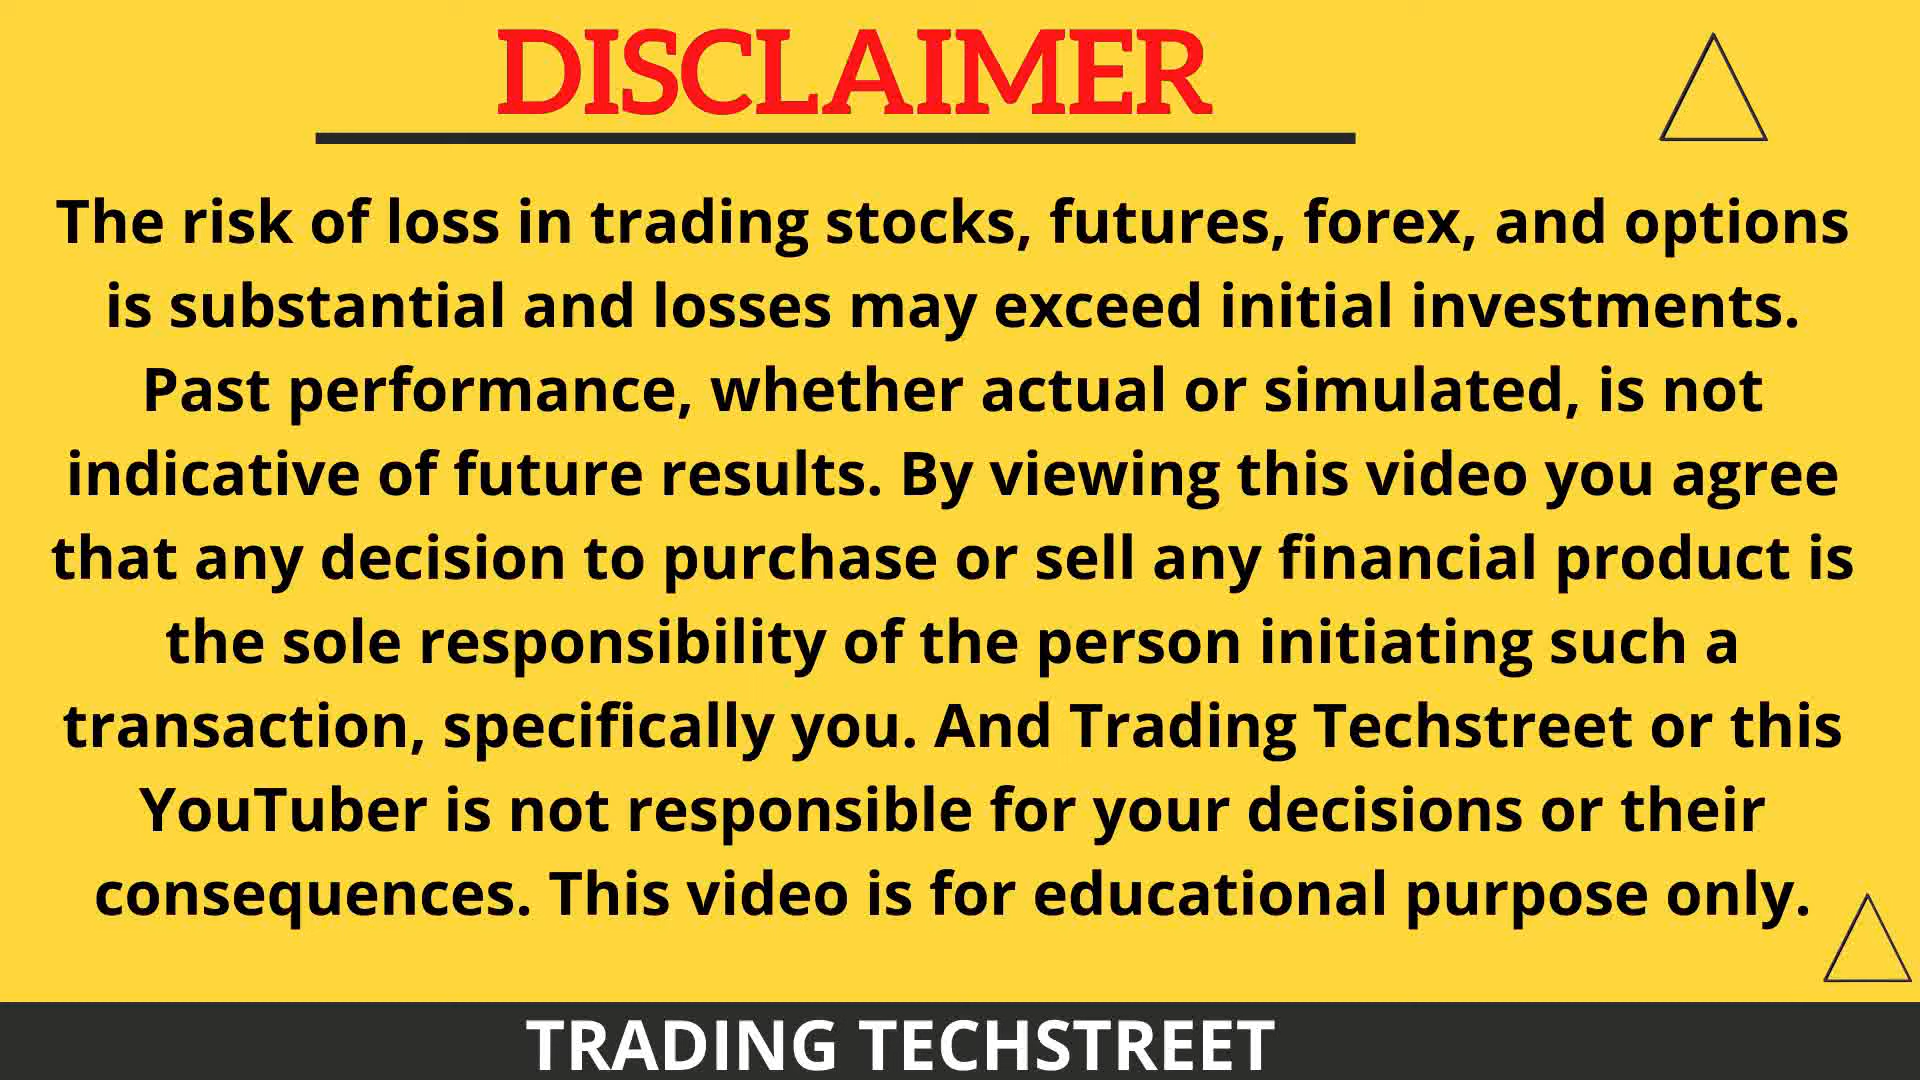 DISCLAIMER
The risk of loss in trading stocks, futures, forex, and options
is substantial and losses may exceed initial investments.
Past performance, whether actual or simulated, is not
indicative of future results. By viewing this video you agree
that any decision to purchase or sell any financial product is
the sole responsibility of the person initiating such a
transaction, specifically you. And Trading Techstreet or this
YouTuber is not responsible for your decisions or their
consequences. This video is for educational purpose only.
TRADING TECHSTREET